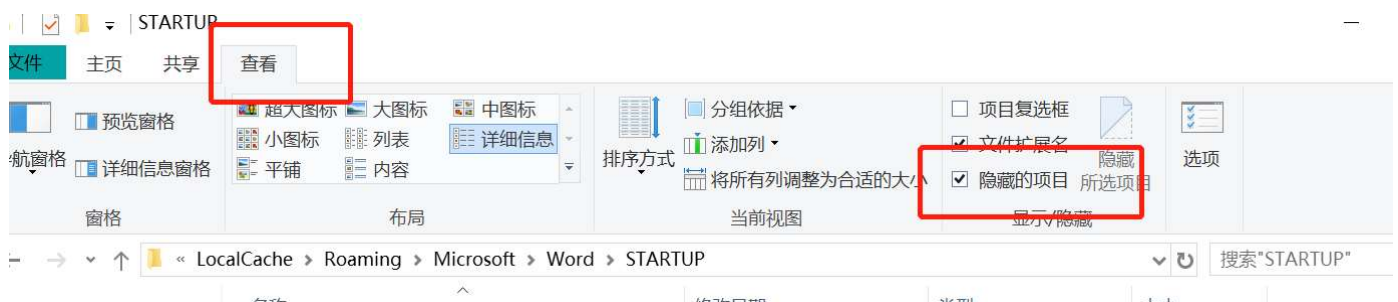 STARTUP
文件 主页 共享 查看
预览窗格
详细信息窗格
航窗格
窗格
超大图标 大图标 中图标
小图标 列表 详细信息
平铺 内容
布局
排序方式
分组依据
添加列
将所有列调整为合适的大小
当前视图
项目复选框
文件扩展名
隐藏的项目
隐藏
所选项目
显示/隐藏
选项
« LocalCache > Roaming > Microsoft > Word > STARTUP
搜索"STARTUP"